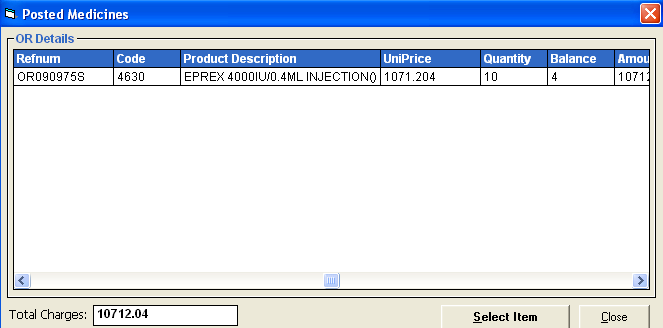 Posted Medicines
OR Details
Refnum Code Product Description UniPrice Quantity Balance Amou
OR090975S 4630 EPREX 4000IU/0.4ML INJECTION() 1071.204 10 4 10712
Total Charges: 10712.04 Select Item Close